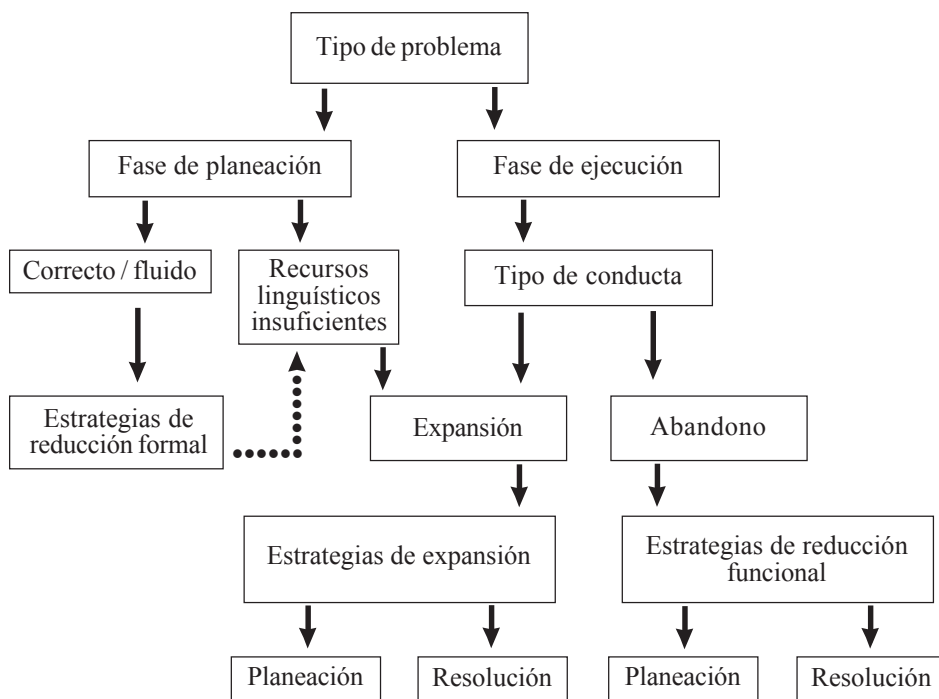 Tipo de problema
Fase de planeación
Fase de ejecución
Correcto / fluido
Recursos
lingüísticos
insuficientes
Tipo de conducta
Estrategias de
reducción formal
Expansión
Abandono
Estrategias de expansión
Estrategias de reducción
funcional
Planeación
Resolución
Planeación
Resolución